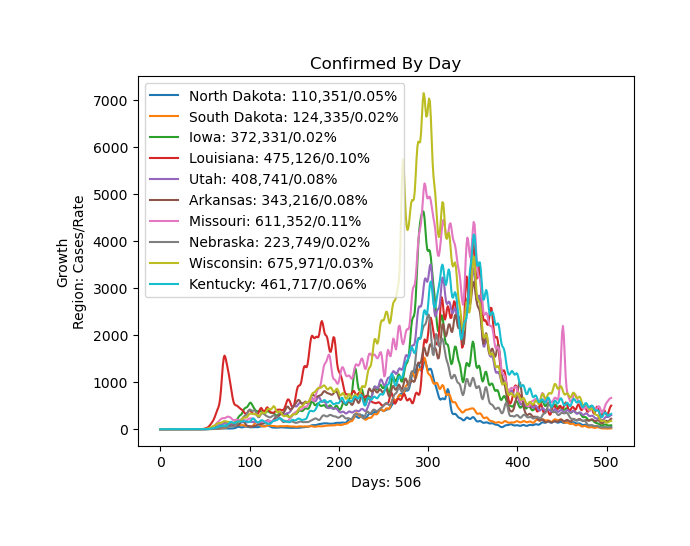 Confirmed By Day
Growth
Region: Cases/Rate
7000
6000
5000
4000
3000
2000
1000
0
North Dakota: 110,351/0.05%
South Dakota: 124,335/0.02%
Iowa: 372,331/0.02%
Louisiana: 475,126/0.10%
Utah: 408,741/0.08%
Arkansas: 343,216/0.08%
Missouri: 611,352/0.11%
Nebraska: 223,749/0.02%
Wisconsin: 675,971/0.03%
Kentucky: 461,717/0.06%
0 100 200 300 400 500
Days: 506